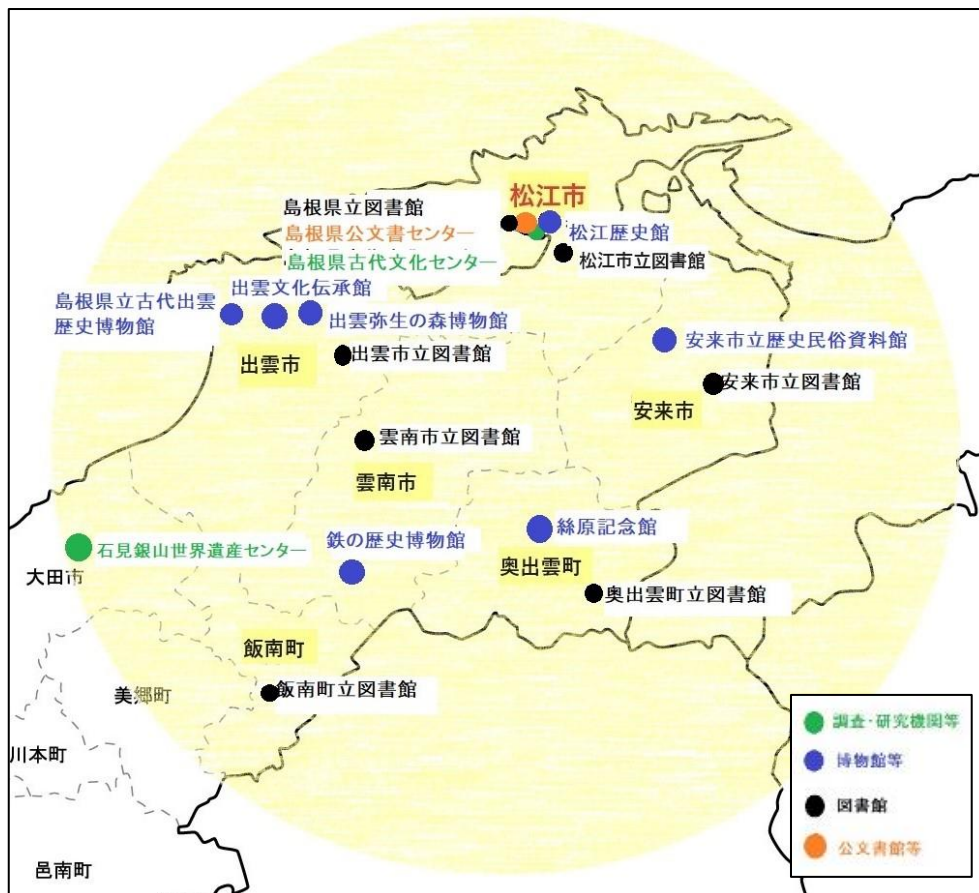 松江市
島根県立図書館
島根県公文書センター
島根県古代文化センター
松江歴史館
松江市立図書館
出雲文化伝承館
島根県立古代出雲
歴史博物館
出雲弥生の森博物館
出雲市立図書館
出雲市
安来市立歴史民俗資料館
安来市立図書館
安来市
雲南市立図書館
雲南市
石見銀山世界遺産センター
大田市
鉄の歴史博物館
絲原記念館
奥出雲町
奥出雲町立図書館
飯南町
飯南町立図書館
美郷町
川本町
邑南町
調査・研究機関等
博物館等
図書館
公文書館等